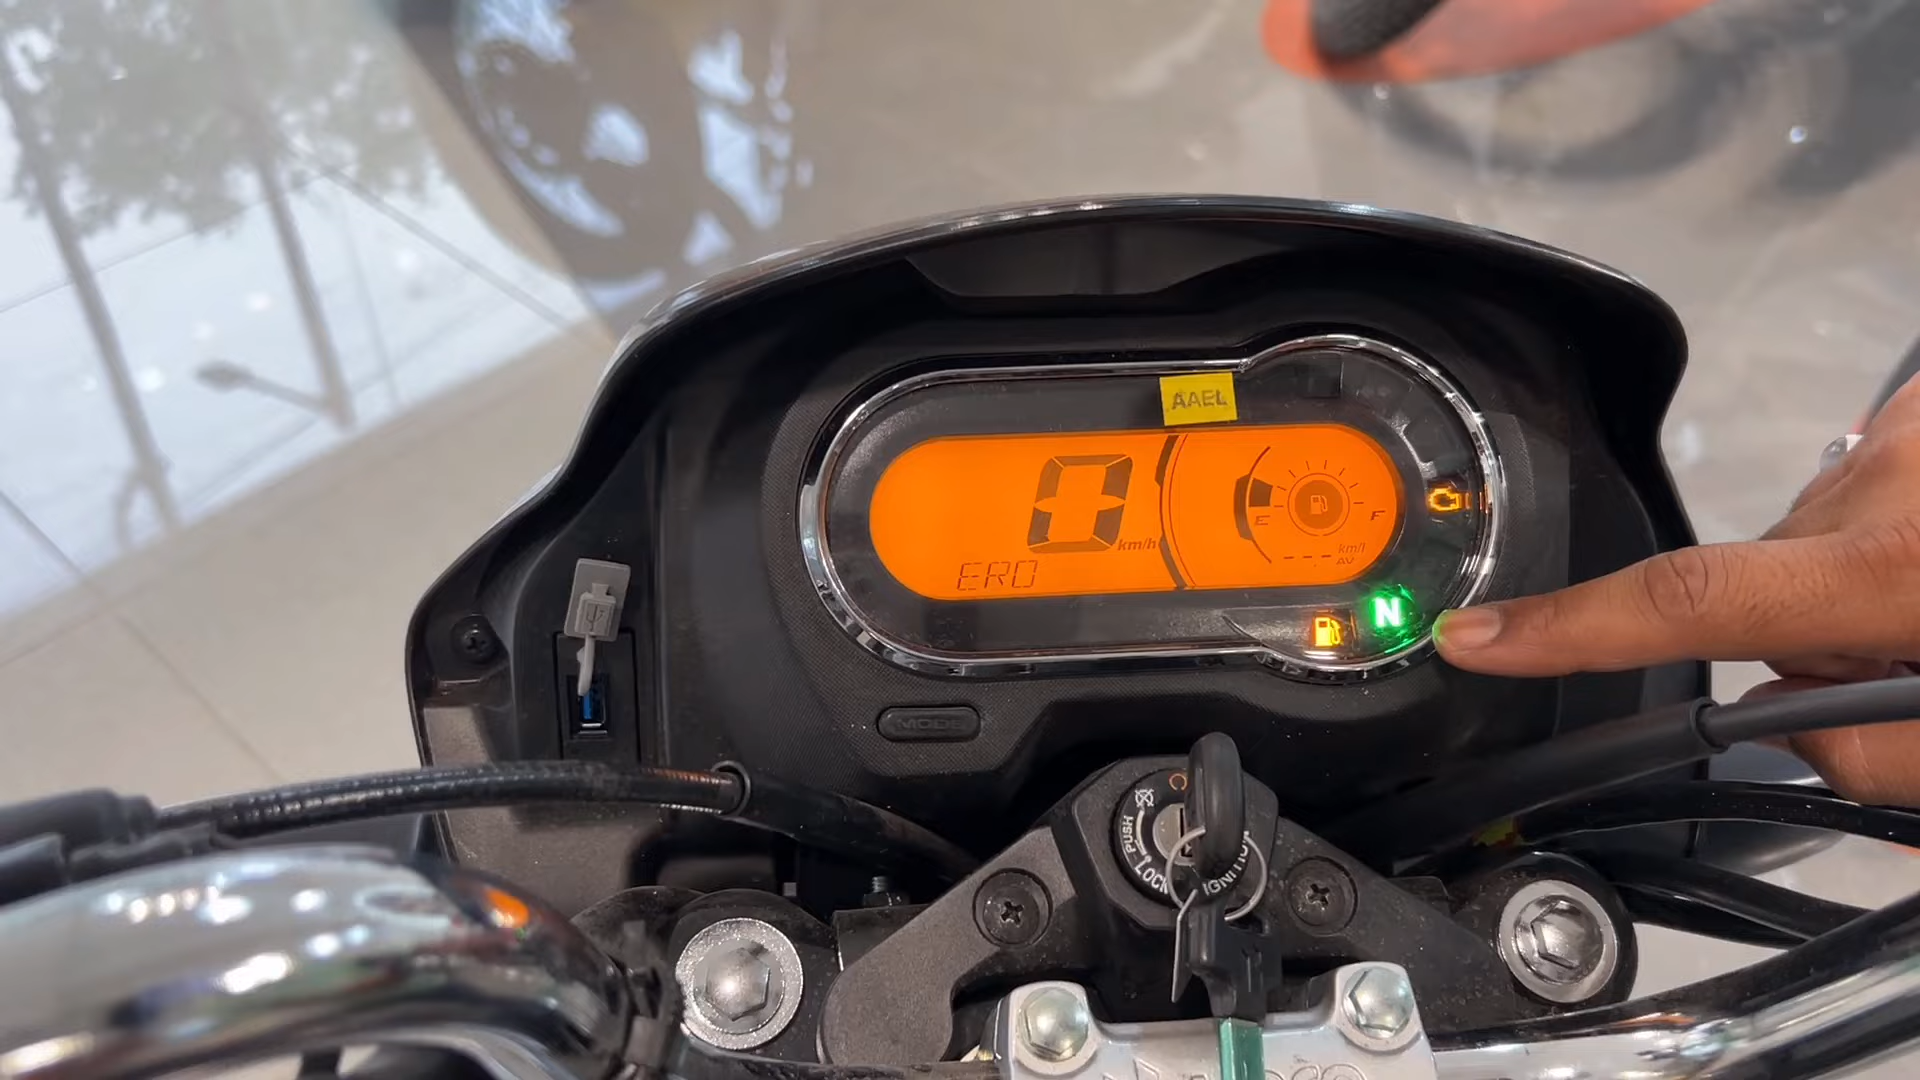 AAEL
0
km/h
E
F
km/l
AV
ERO
N
MODE
PUSH
LOCK
IGNITION